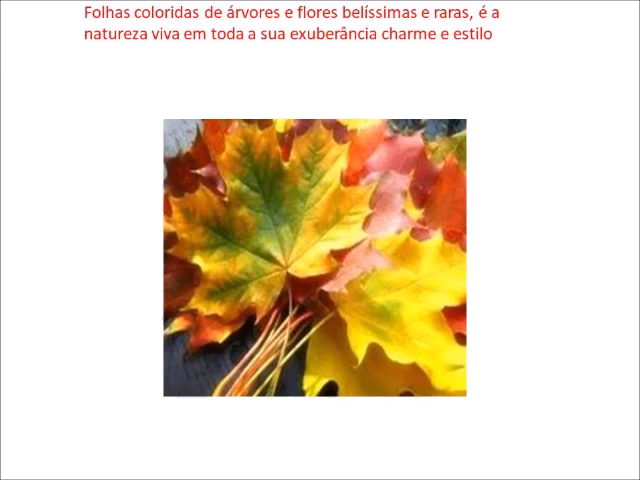 Folhas coloridas de árvores e flores belíssimas e raras, é a
natureza viva em toda a sua exuberância charme e estilo